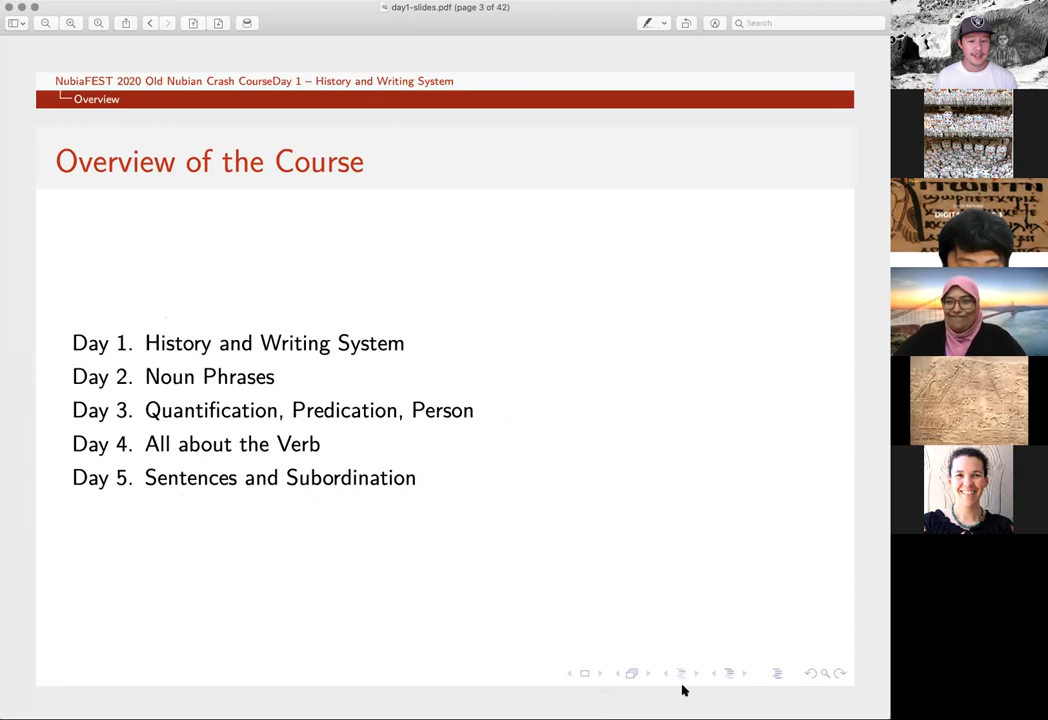 day1-slides.pdf (page 3 of 42)
Search
NubiaFEST 2020 Old Nubian Crash CourseDay 1 – History and Writing System
Overview
Overview of the Course
Day 1. History and Writing System
Day 2. Noun Phrases
Day 3. Quantification, Predication, Person
Day 4. All about the Verb
Day 5. Sentences and Subordination